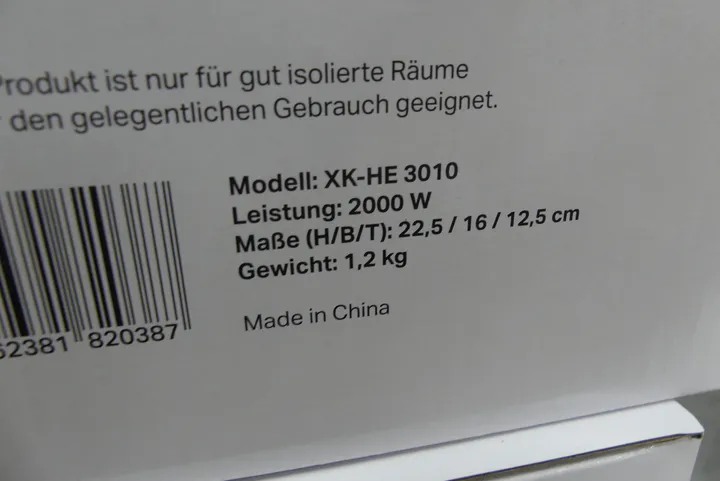 Produkt ist nur für gut isolierte Räume
den gelegentlichen Gebrauch geeignet.
Modell: XK-HE 3010
Leistung: 2000 W
Maße (H/B/T): 22,5 / 16 / 12,5 cm
Gewicht: 1,2 kg
Made in China
62381 820387